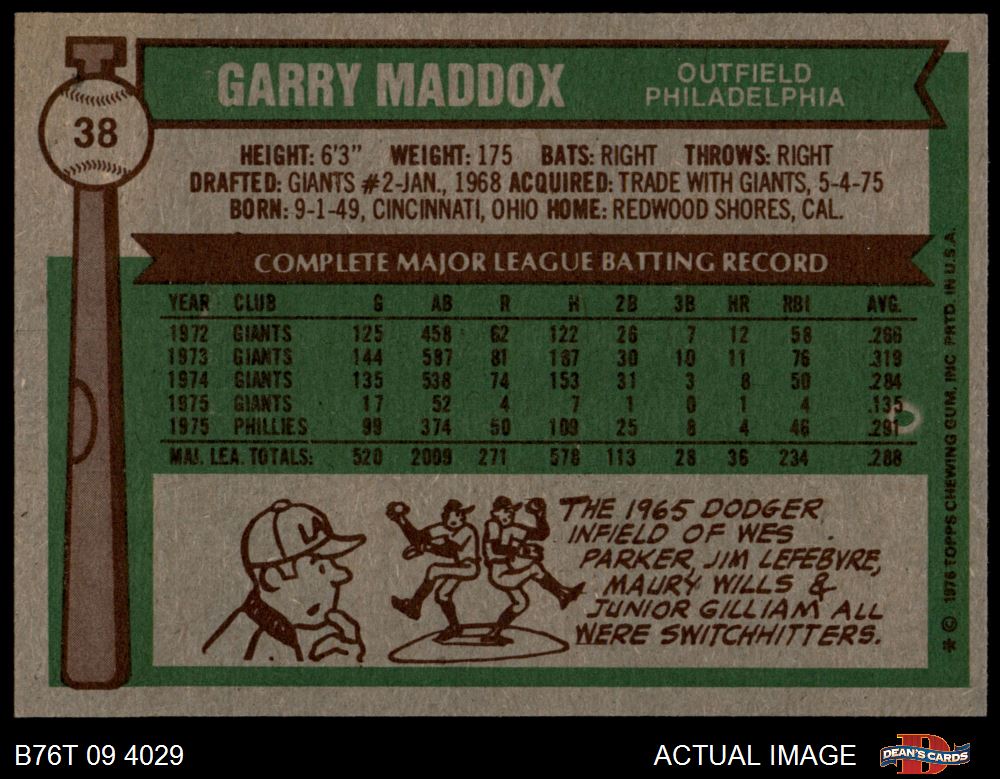 38
GARRY MADDOX
OUTFIELD
PHILADELPHIA
HEIGHT: 6'3" WEIGHT: 175 BATS: RIGHT THROWS: RIGHT
DRAFTED: GIANTS #2-JAN., 1968 ACQUIRED: TRADE WITH GIANTS, 5-4-75
BORN: 9-1-49, CINCINNATI, OHIO HOME: REDWOOD SHORES, CAL.
COMPLETE MAJOR LEAGUE BATTING RECORD
YEAR CLUB G AB R H 2B 3B HR RBI AVG.
1972 GIANTS 125 458 62 122 26 7 12 58 .266
1973 GIANTS 144 587 81 187 30 10 11 76 .319
1974 GIANTS 135 538 74 153 31 3 8 50 .284
1975 GIANTS 17 52 4 7 1 0 1 4 .135
1975 PHILLIES 99 374 50 109 25 8 4 46 .291
MAJ. LEA. TOTALS: 520 2009 271 578 113 28 36 234 .288
LA
THE 1965 DODGER
INFIELD OF WES
PARKER, JIM LEFEBVRE,
MAURY WILLS &
JUNIOR GILLIAM ALL
WERE SWITCHHITTERS.
* © 1976 TOPPS CHEWING GUM, INC. PRTD. IN U.S.A.
B76T 09 4029
ACTUAL IMAGE
D
DEAN'S CARDS